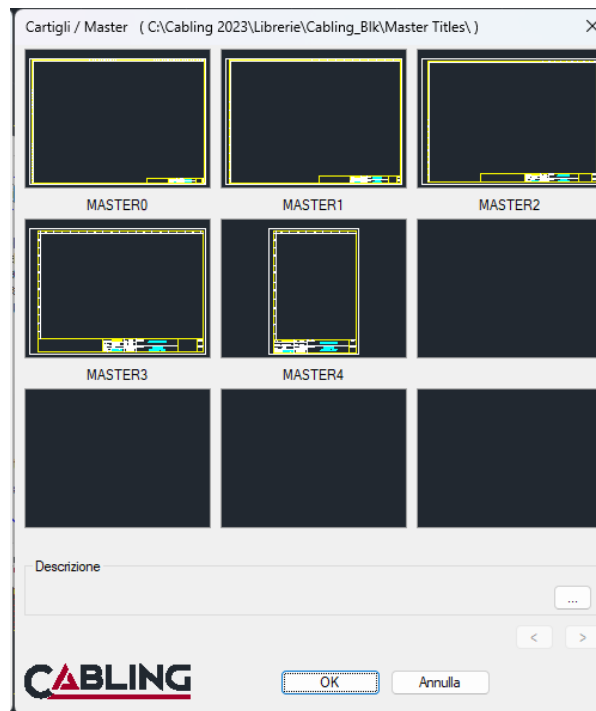 Cartigli / Master ( C:\Cabling 2023\Librerie\Cabling_Blk\Master Titles\ )
MASTER0 MASTER1 MASTER2
MASTER3 MASTER4
Descrizione
...
< >
CABLING OK Annulla